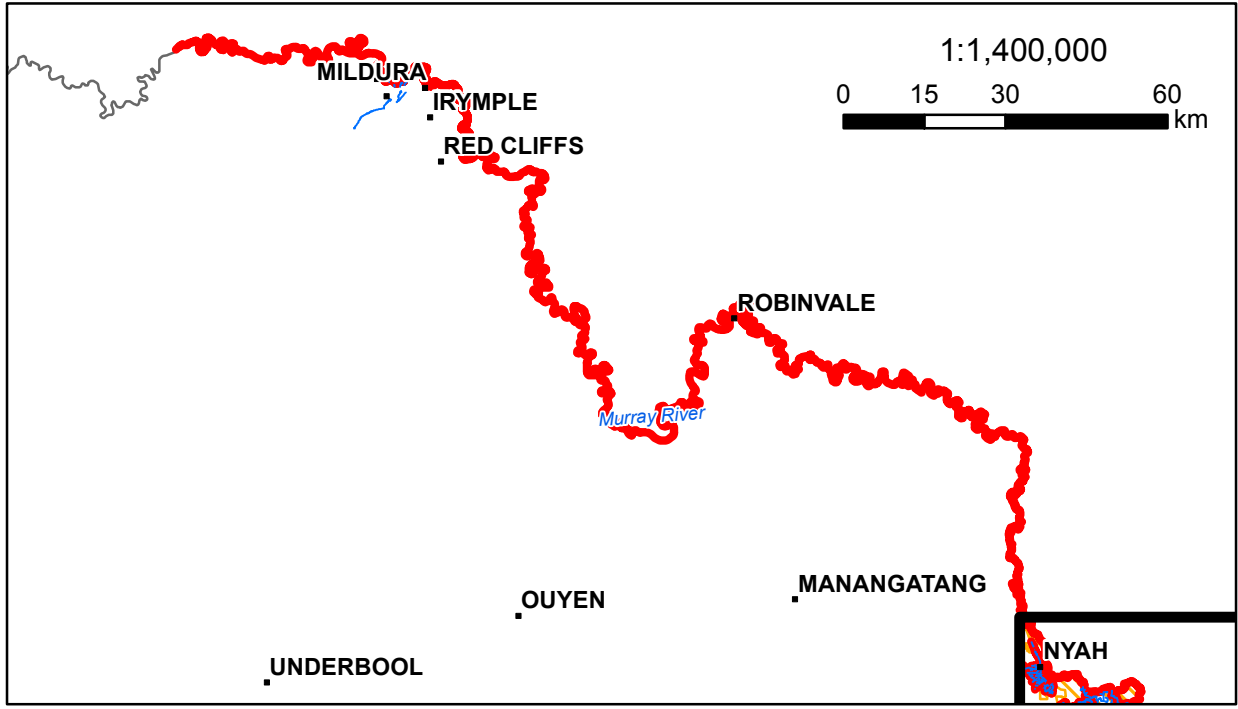 1:1,400,000
0 15 30 60
km
MILDURA
IRYMPLE
RED CLIFFS
ROBINVALE
Murray River
MANANGATANG
OUYEN
NYAH
UNDERBOOL